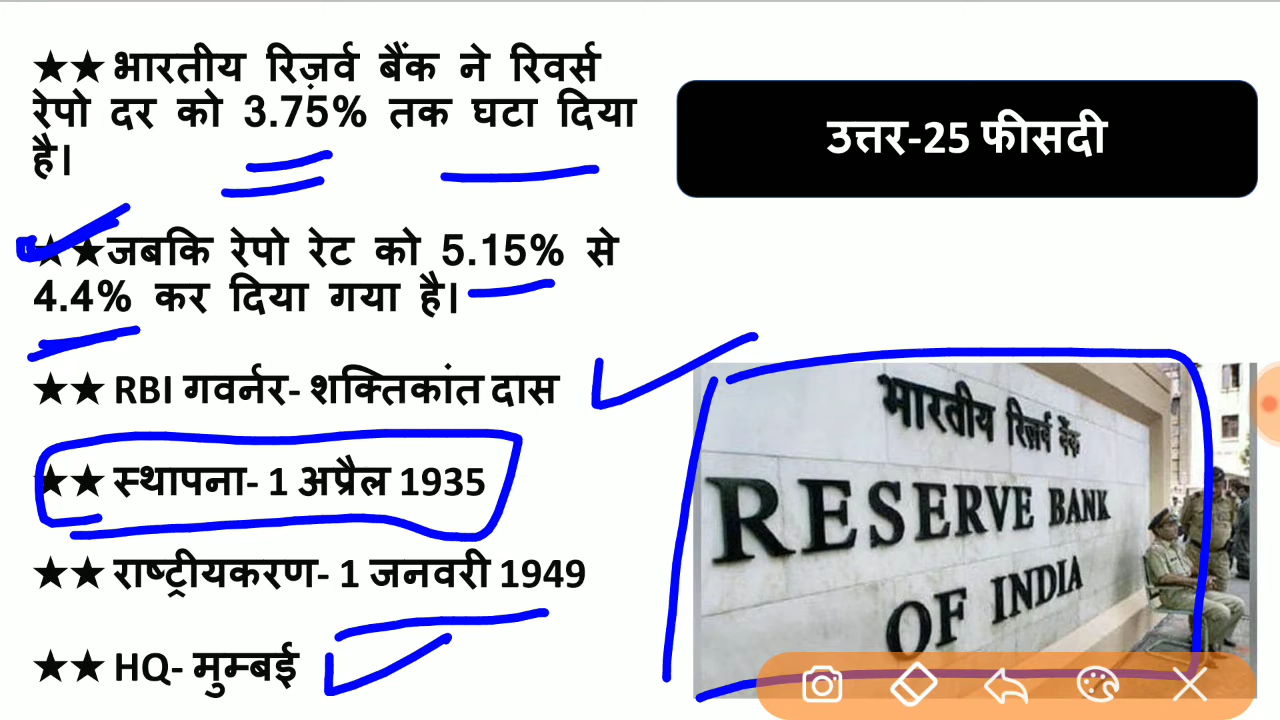 ★★ भारतीय रिज़र्व बैंक ने रिवर्स
रेपो दर को 3.75% तक घटा दिया
है।
★★जबकि रेपो रेट को 5.15% से
4.4% कर दिया गया है।
★★ RBI गवर्नर- शक्तिकांत दास
★★ स्थापना- 1 अप्रैल 1935
★★ राष्ट्रीयकरण- 1 जनवरी 1949
★★ HQ- मुम्बई
उत्तर-25 फीसदी
भारतीय रिज़र्व बैंक
RESERVE BANK
OF INDIA